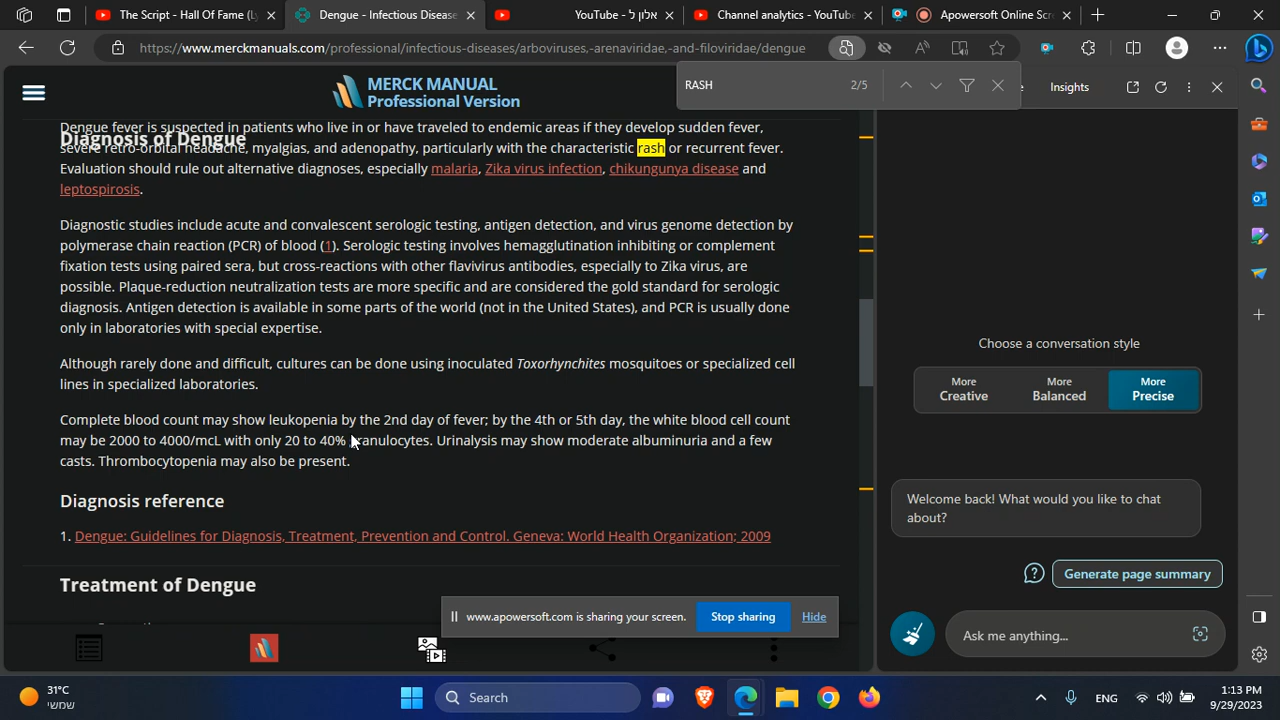 The Script - Hall Of Fame (Ly
Dengue - Infectious Disease
YouTube - אלון ל
Channel analytics - YouTube
Apowersoft Online Scr
https://www.merckmanuals.com/professional/infectious-diseases/arboviruses,-arenaviridae,-and-filoviridae/dengue
RASH 2/5
Insights
MERCK MANUAL
Professional Version
Diagnosis of Dengue
Dengue fever is suspected in patients who live in or have traveled to endemic areas if they develop sudden fever,
severe retro-orbital headache, myalgias, and adenopathy, particularly with the characteristic rash or recurrent fever.
Evaluation should rule out alternative diagnoses, especially malaria, Zika virus infection, chikungunya disease and
leptospirosis.
Diagnostic studies include acute and convalescent serologic testing, antigen detection, and virus genome detection by
polymerase chain reaction (PCR) of blood (1). Serologic testing involves hemagglutination inhibiting or complement
fixation tests using paired sera, but cross-reactions with other flavivirus antibodies, especially to Zika virus, are
possible. Plaque-reduction neutralization tests are more specific and are considered the gold standard for serologic
diagnosis. Antigen detection is available in some parts of the world (not in the United States), and PCR is usually done
only in laboratories with special expertise.
Although rarely done and difficult, cultures can be done using inoculated Toxorhynchites mosquitoes or specialized cell
lines in specialized laboratories.
Complete blood count may show leukopenia by the 2nd day of fever; by the 4th or 5th day, the white blood cell count
may be 2000 to 4000/mcL with only 20 to 40% granulocytes. Urinalysis may show moderate albuminuria and a few
casts. Thrombocytopenia may also be present.
Diagnosis reference
1. Dengue: Guidelines for Diagnosis, Treatment, Prevention and Control. Geneva: World Health Organization; 2009
Treatment of Dengue
Choose a conversation style
More Creative
More Balanced
More Precise
Welcome back! What would you like to chat
about?
Generate page summary
Ask me anything...
www.apowersoft.com is sharing your screen.
Stop sharing
Hide
31°C
שמשי
Search
ENG
1:13 PM
9/29/2023